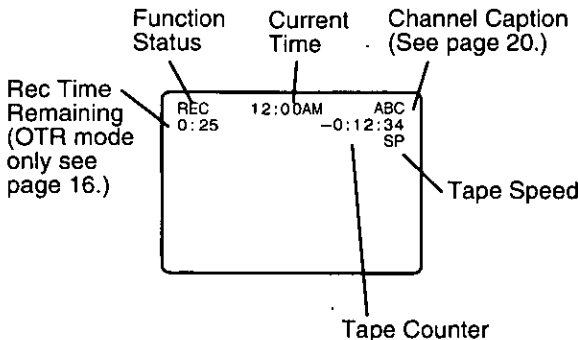 Function Status
Current Time
Channel Caption (See page 20.)
Rec Time Remaining (OTR mode only see page 16.)
REC 12:00AM ABC
0:25 -0:12:34
SP
Tape Speed
Tape Counter